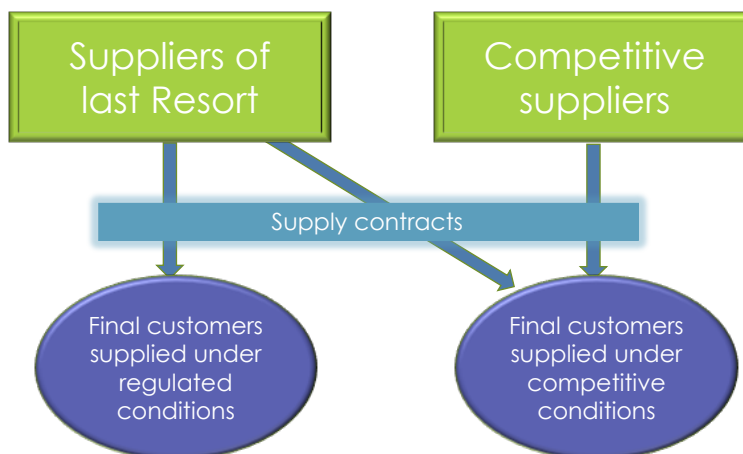 Suppliers of
last Resort
Competitive
suppliers
Supply contracts
Final customers
supplied under
regulated
conditions
Final customers
supplied under
competitive
conditions